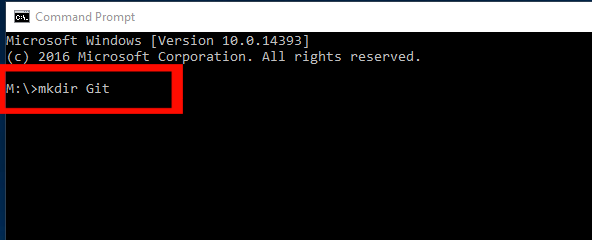 Command Prompt
Microsoft Windows [Version 10.0.14393]
(c) 2016 Microsoft Corporation. All rights reserved.
M:\>mkdir Git